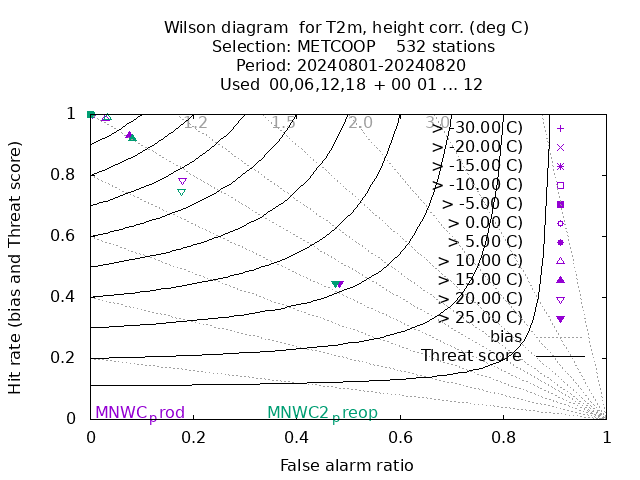 Wilson diagram  for T2m, height corr. (deg C)
Selection: METCOOP    532 stations
Period: 20240801-20240820
Used  00,06,12,18  + 00 01 ... 12
Hit rate (bias and Threat score)
1
0.8
0.6
0.4
0.2
0
1.2
1.5
2.0
3.0
> -30.00 C)
> -20.00 C)
> -15.00 C)
> -10.00 C)
> -5.00 C)
> 0.00 C)
> 5.00 C)
> 10.00 C)
> 15.00 C)
> 20.00 C)
> 25.00 C)
bias
Threat score
MNWC_prod MNWC2_preop
0 0.2 0.4 0.6 0.8 1
False alarm ratio